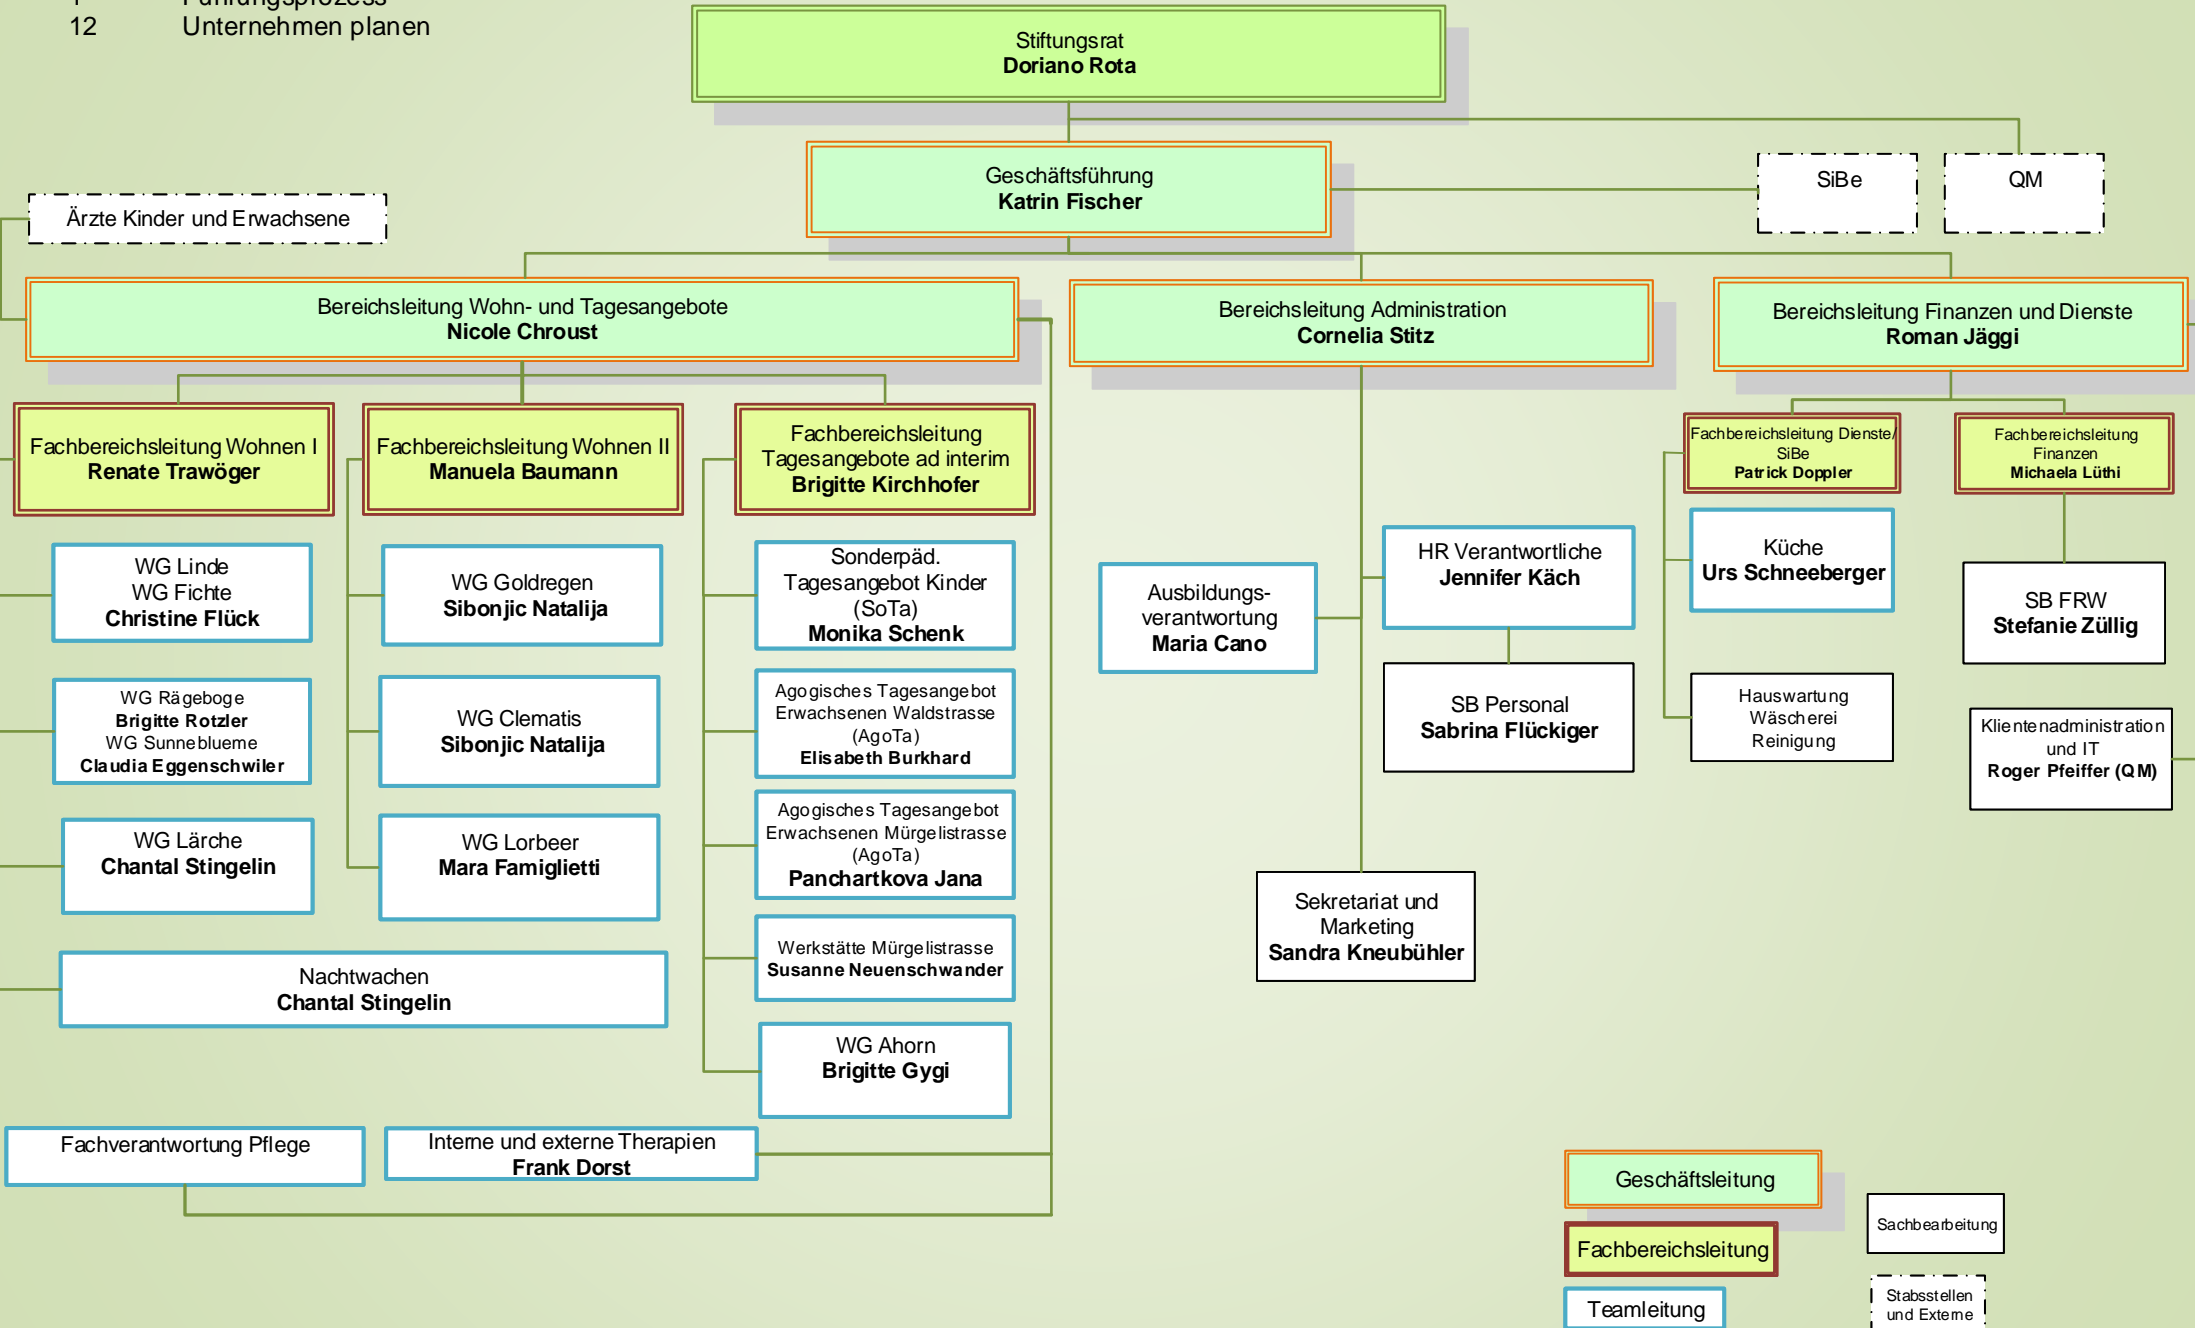 12 Unternehmen planen
Stiftungsrat
Doriano Rota
Geschäftsführung
Katrin Fischer
SiBe
QM
Ärzte Kinder und Erwachsene
Bereichsleitung Wohn- und Tagesangebote
Nicole Chroust
Bereichsleitung Administration
Cornelia Stitz
Bereichsleitung Finanzen und Dienste
Roman Jäggi
Fachbereichsleitung Wohnen I
Renate Trawöger
Fachbereichsleitung Wohnen II
Manuela Baumann
Fachbereichsleitung
Tagesangebote ad interim
Brigitte Kirchhofer
Fachbereichsleitung Dienste/
SiBe
Patrick Doppler
Fachbereichsleitung
Finanzen
Michaela Lüthi
WG Linde
WG Fichte
Christine Flück
WG Rägeboge
Brigitte Rotzler
WG Sunneblueme
Claudia Eggenschwiler
WG Lärche
Chantal Stingelin
WG Goldregen
Sibonjic Natalija
WG Clematis
Sibonjic Natalija
WG Lorbeer
Mara Famiglietti
Nachtwachen
Chantal Stingelin
Sonderpäd.
Tagesangebot Kinder
(SoTa)
Monika Schenk
Agogisches Tagesangebot
Erwachsenen Waldstrasse
(AgoTa)
Elisabeth Burkhard
Agogisches Tagesangebot
Erwachsenen Mürgelistrasse
(AgoTa)
Panchartkova Jana
Werkstätte Mürgelistrasse
Susanne Neuenschwander
WG Ahorn
Brigitte Gygi
Fachverantwortung Pflege
Interne und externe Therapien
Frank Dorst
Ausbildungs-
verantwortung
Maria Cano
HR Verantwortliche
Jennifer Käch
SB Personal
Sabrina Flückiger
Sekretariat und
Marketing
Sandra Kneubühler
Küche
Urs Schneeberger
Hauswartung
Wäscherei
Reinigung
SB FRW
Stefanie Züllig
Klientenadministration
und IT
Roger Pfeiffer (QM)
Geschäftsleitung
Fachbereichsleitung
Teamleitung
Sachbearbeitung
Stabsstellen
und Externe